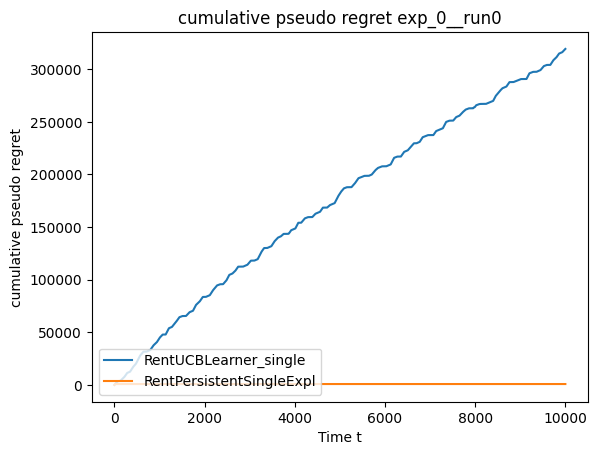 cumulative pseudo regret exp_0__run0
cumulative pseudo regret
300000
250000
200000
150000
100000
50000
0
RentUCBLearner_single
RentPersistentSingleExpl
0 2000 4000 6000 8000 10000
Time t